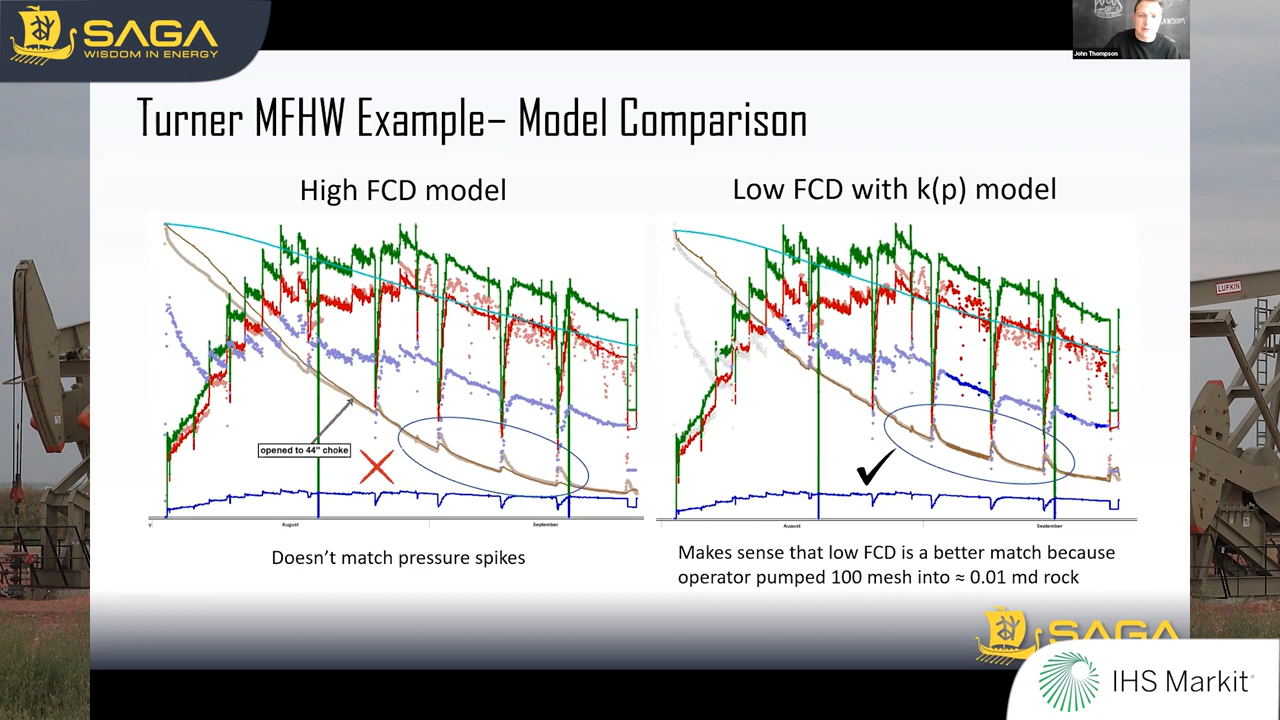 SAGA
WISDOM IN ENERGY
John Thompson
Turner MFHW Example– Model Comparison
High FCD model
Low FCD with k(p) model
opened to 44" choke
August
September
August
September
Doesn't match pressure spikes
Makes sense that low FCD is a better match because
operator pumped 100 mesh into ≈ 0.01 md rock
LUFKIN
SAGA
IHS Markit